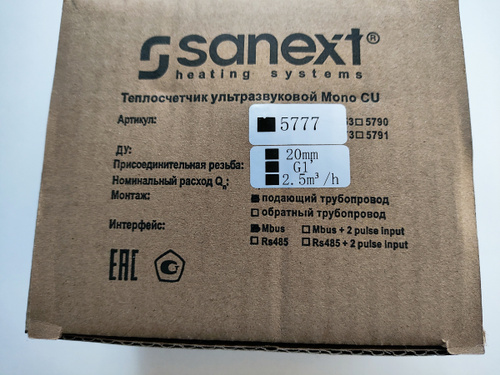 sanext®
heating systems
Теплосчетчик ультразвуковой Mono CU
Артикул: 5777 3 5790
3 5791
ДУ: 20mm
Присоединительная резьба: G1
Номинальный расход Qn: 2.5m³/h
Монтаж: подающий трубопровод
обратный трубопровод
Интерфейс: Mbus Mbus + 2 pulse input
Rs485 Rs485 + 2 pulse input
EAC